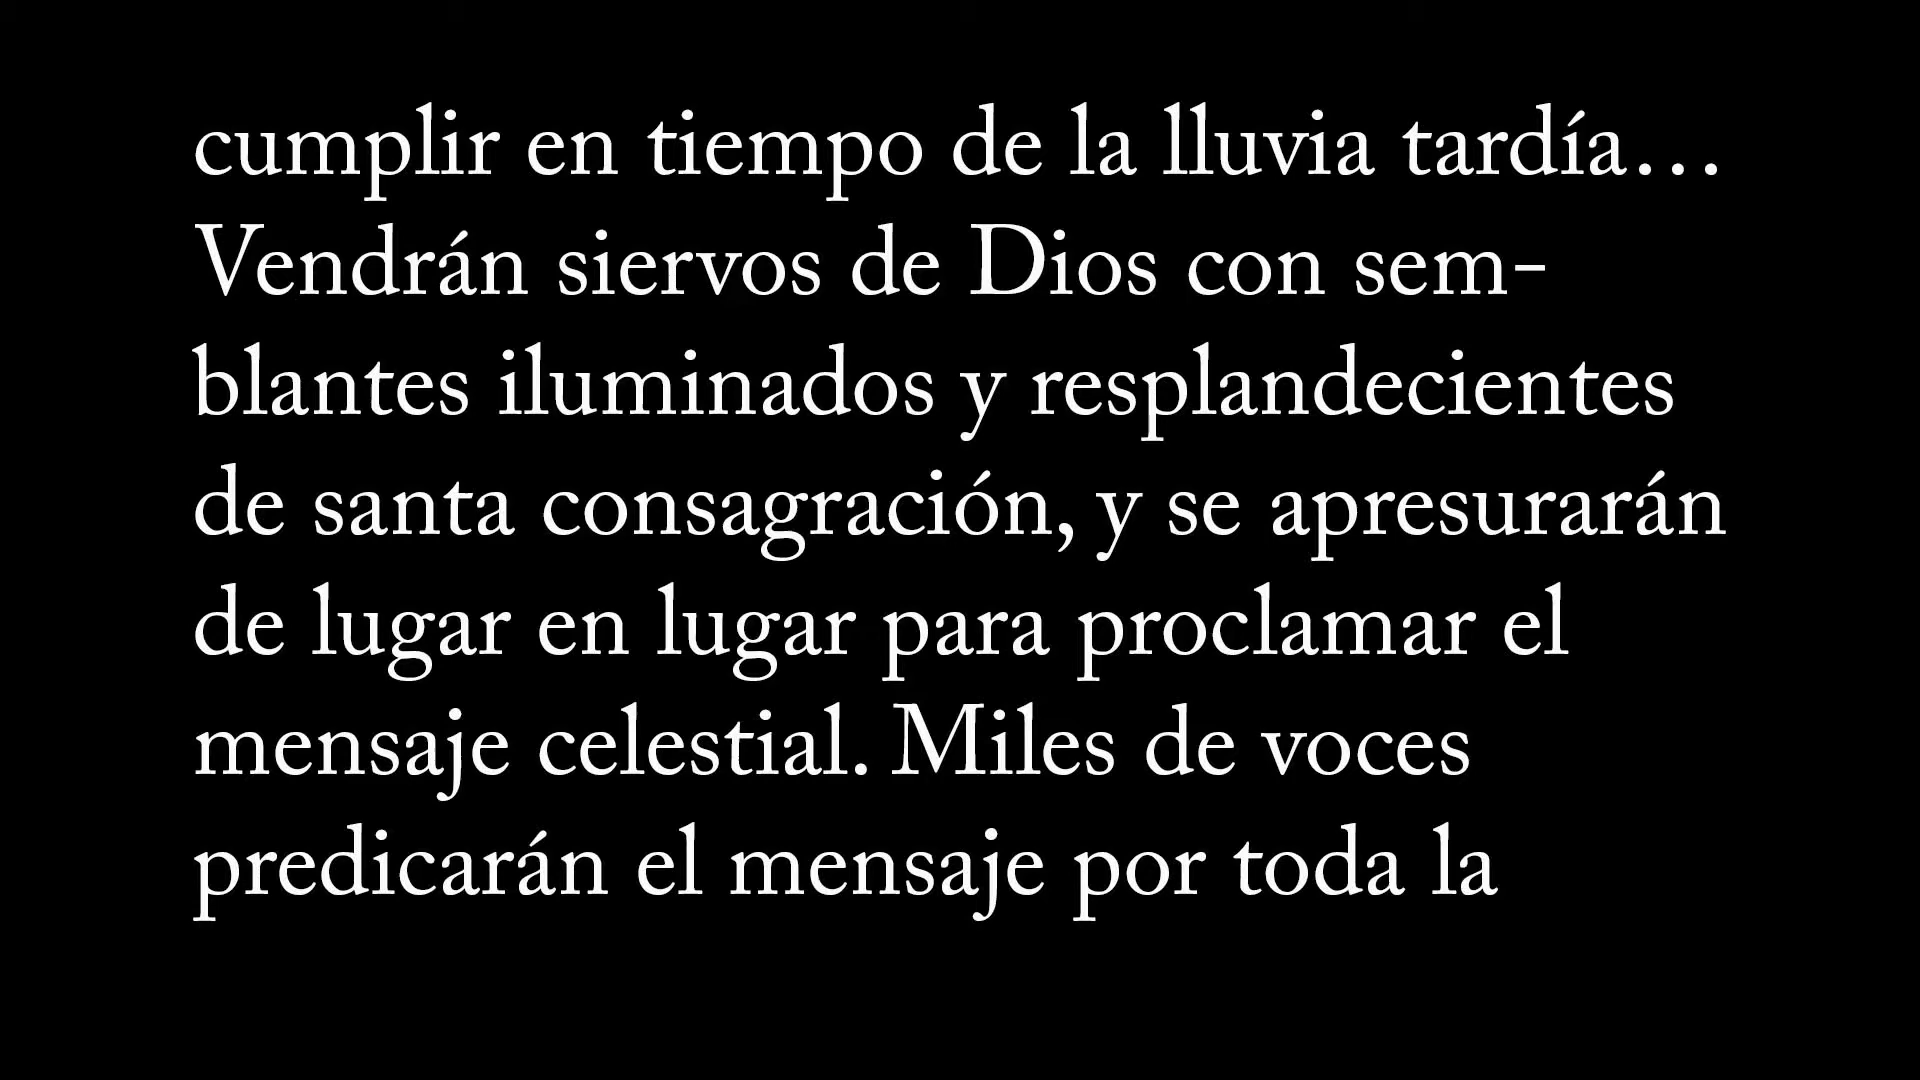 cumplir en tiempo de la lluvia tardía…
Vendrán siervos de Dios con sem-
blantes iluminados y resplandecientes
de santa consagración, y se apresurarán
de lugar en lugar para proclamar el
mensaje celestial. Miles de voces
predicarán el mensaje por toda la